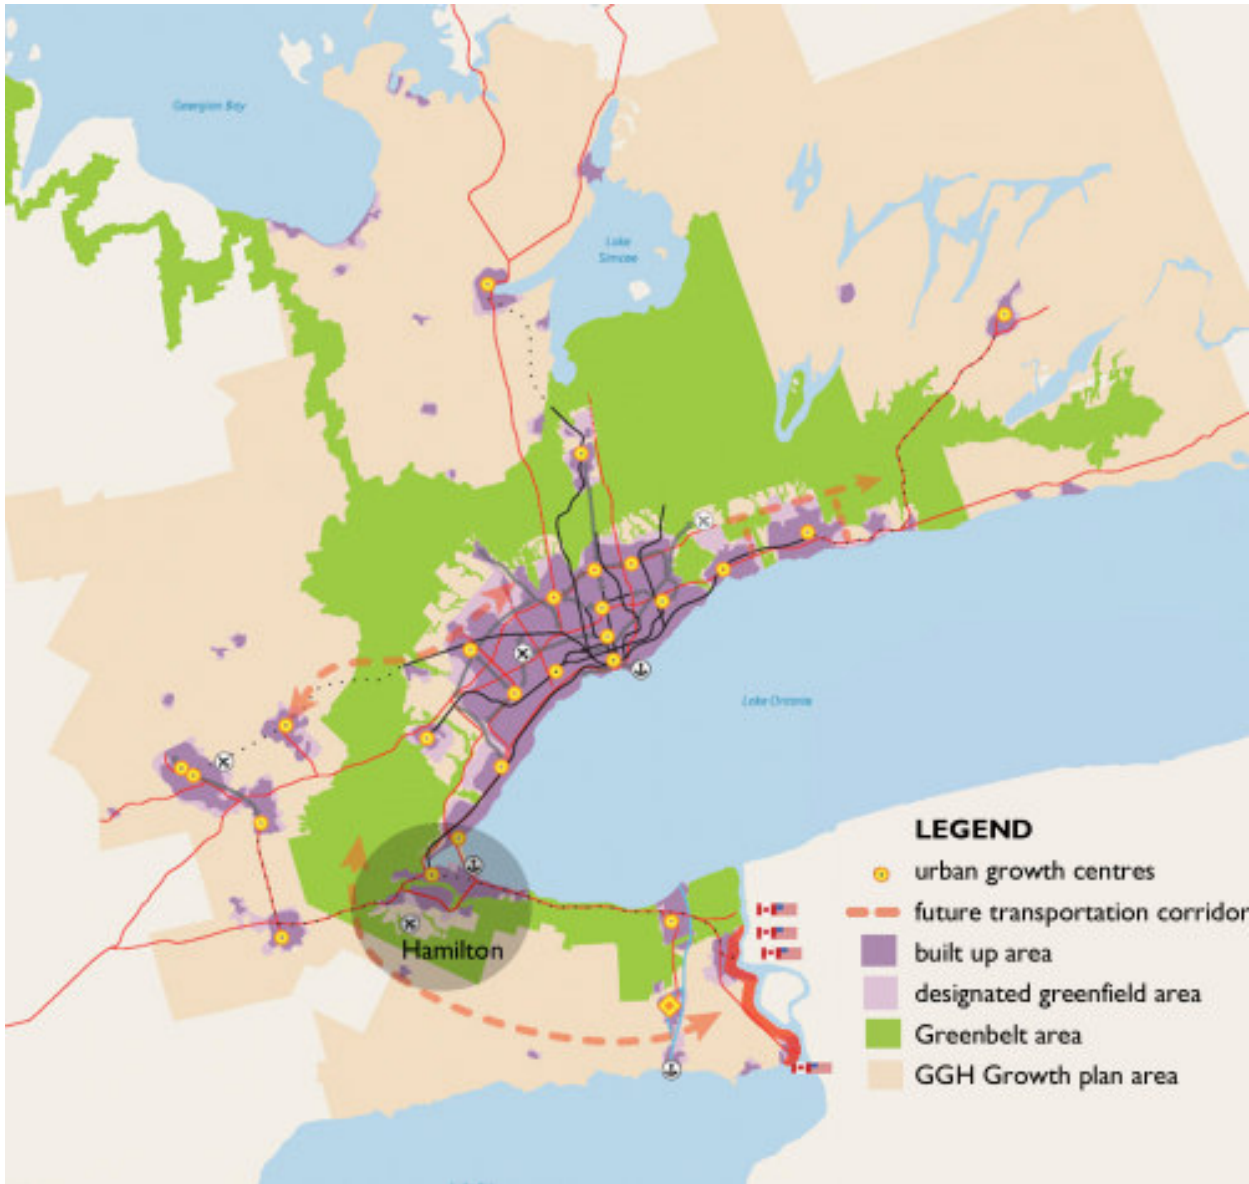 Georgian Bay
Lake
Simcoe
Lake Ontario
Hamilton
LEGEND
urban growth centres
future transportation corridor
built up area
designated greenfield area
Greenbelt area
GGH Growth plan area